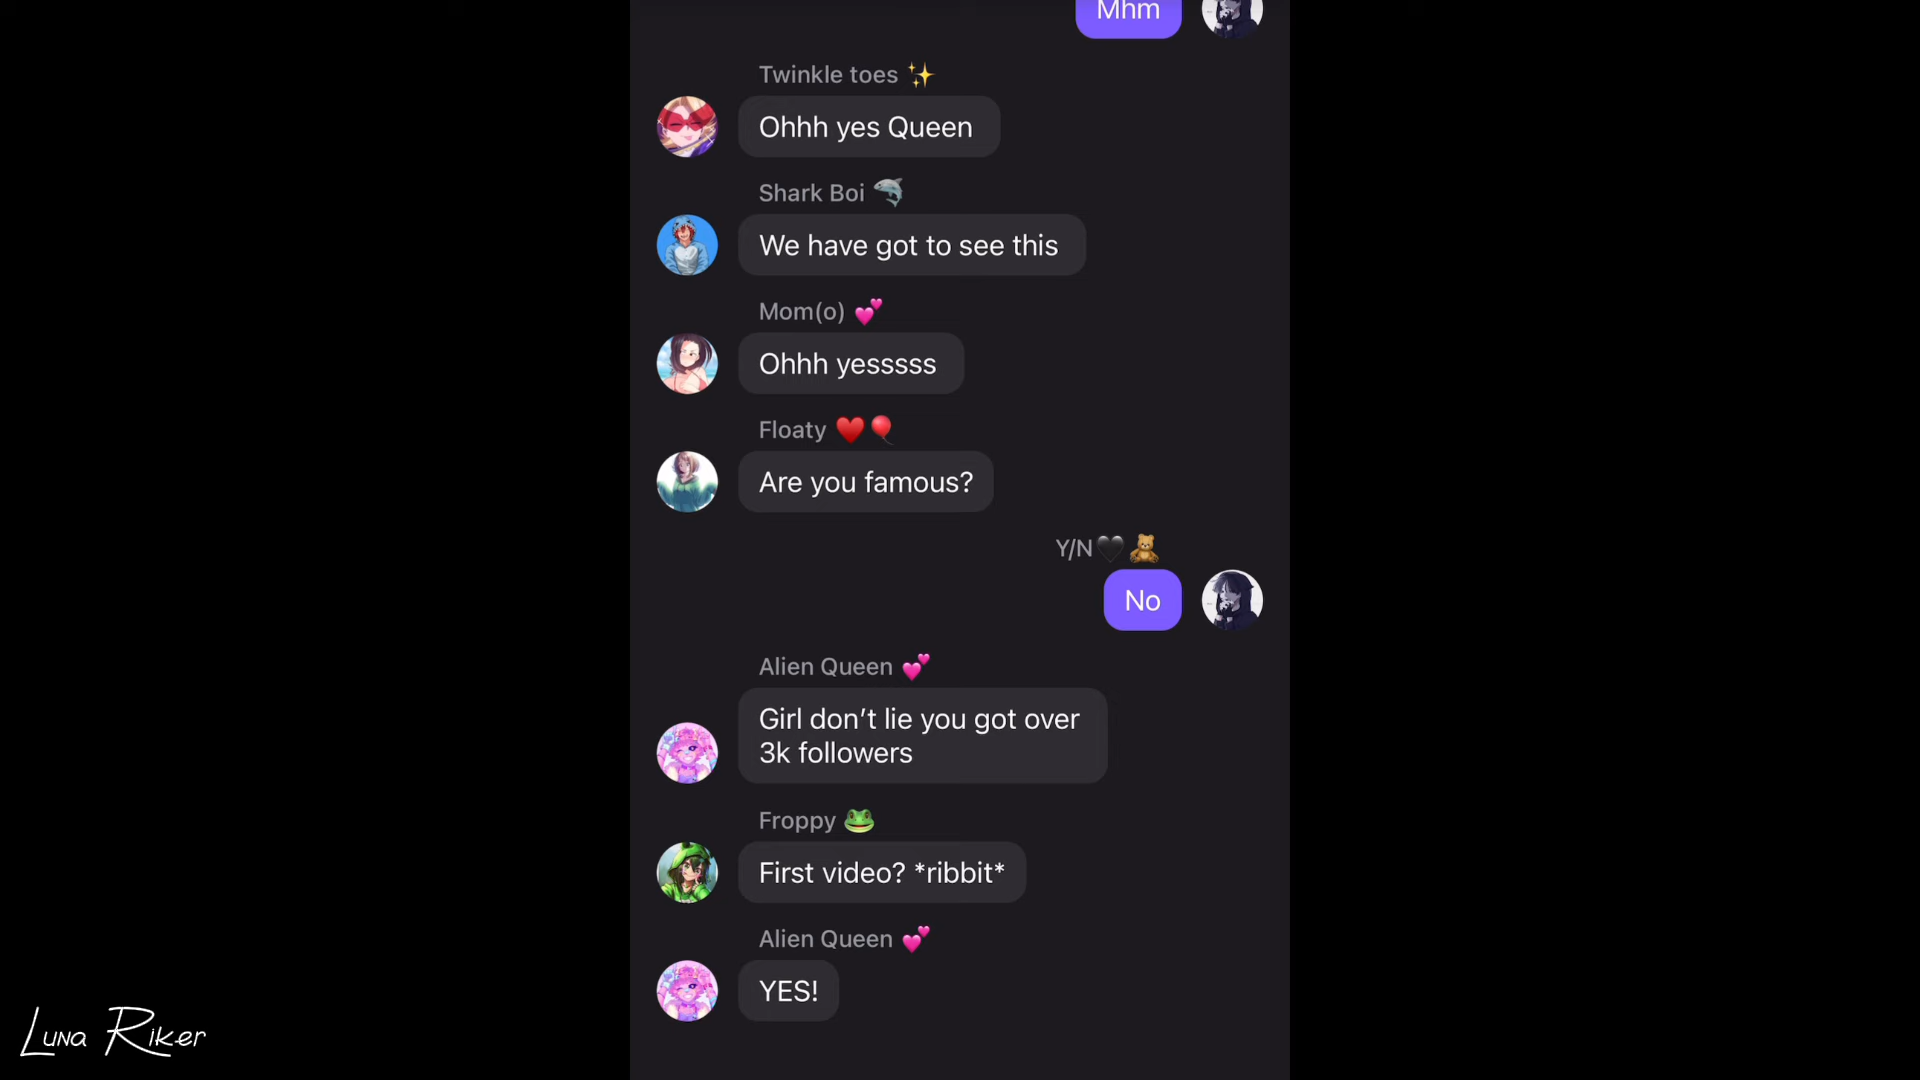 Mhm
Twinkle toes ✨
Ohhh yes Queen
Shark Boi 🦈
We have got to see this
Mom(o) 💕
Ohhh yesssss
Floaty ❤️🎈
Are you famous?
Y/N🖤🧸
No
Alien Queen 💕
Girl don’t lie you got over
3k followers
Froppy 🐸
First video? *ribbit*
Alien Queen 💕
YES!
Luna Riker